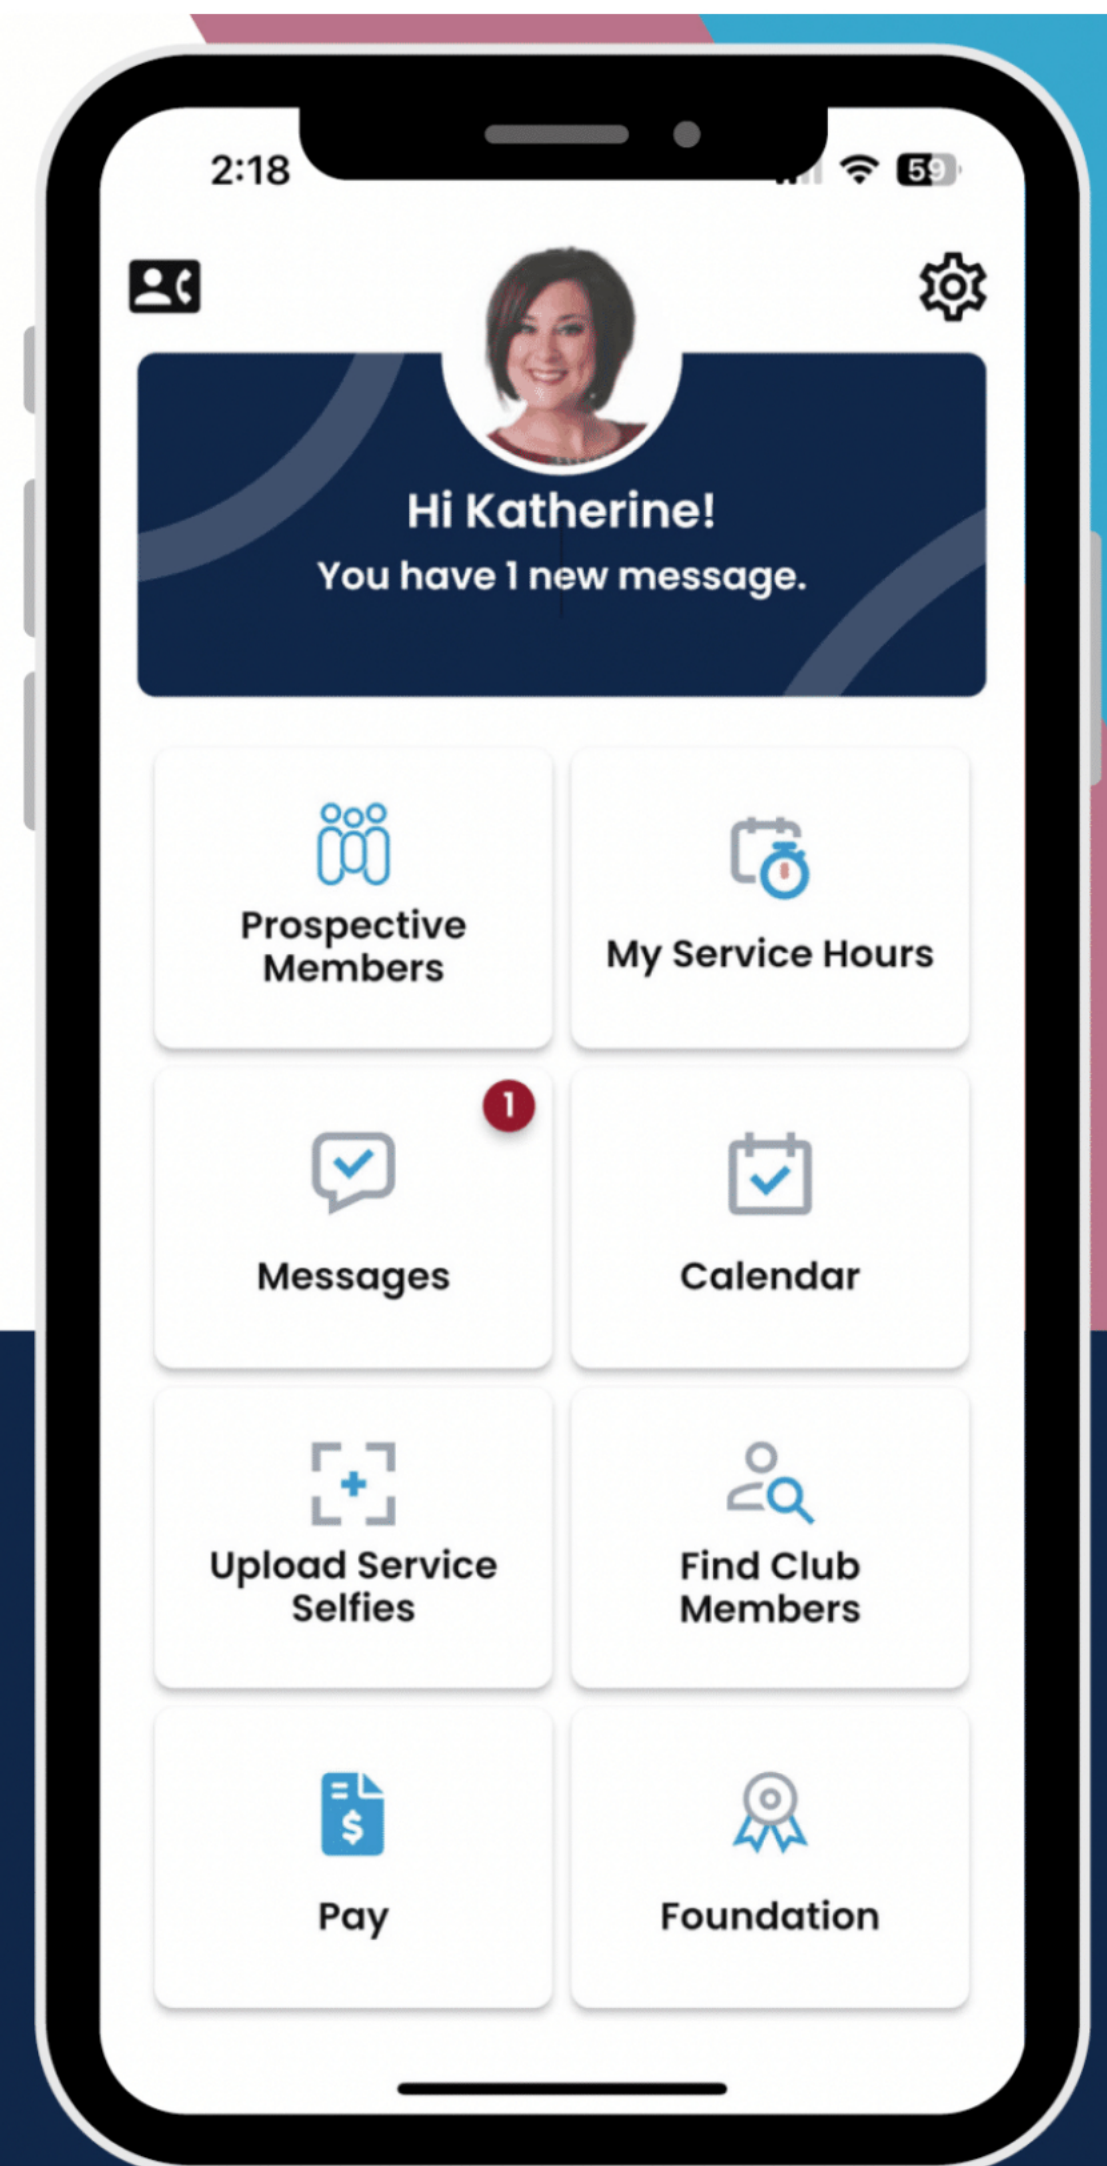 2:18
59
Hi Katherine!
You have 1 new message.
Prospective
Members
My Service Hours
1
Messages
Calendar
Upload Service
Selfies
Find Club
Members
$
Pay
Foundation